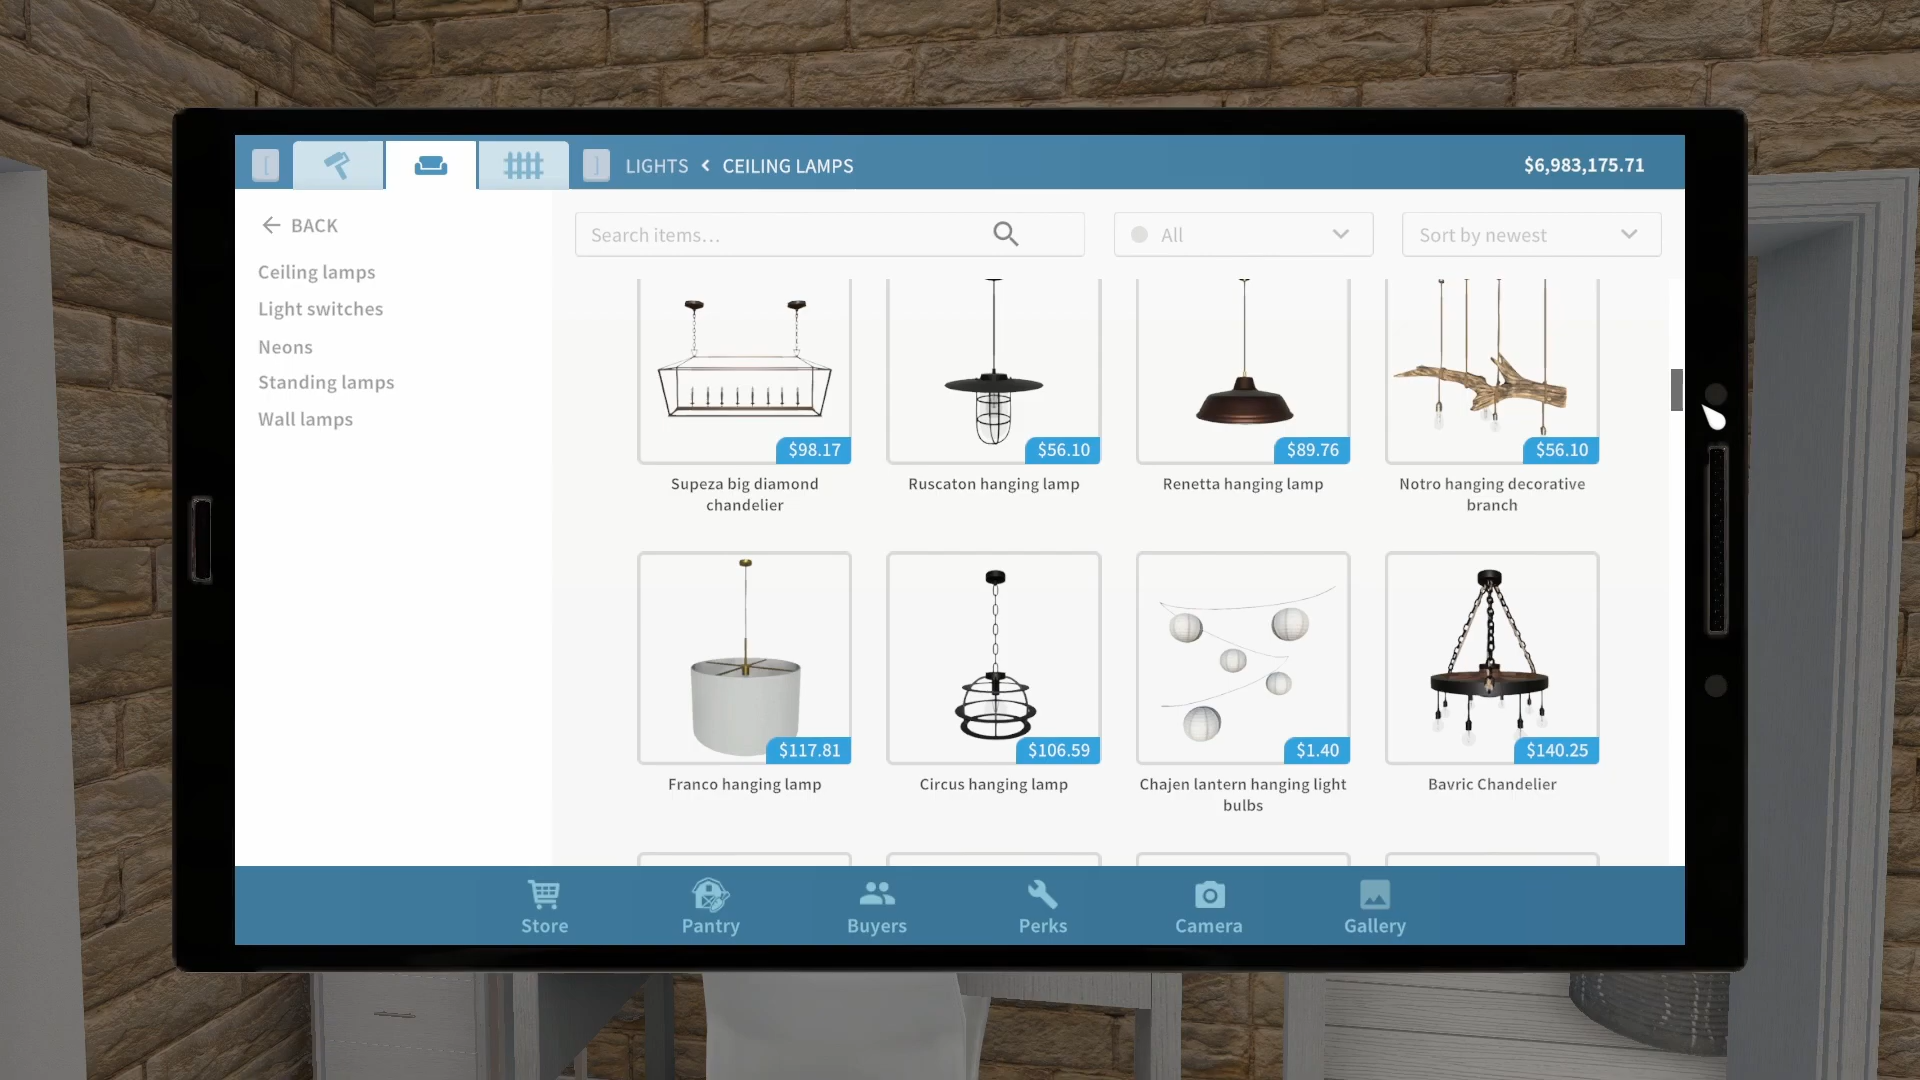 [
]
LIGHTS < CEILING LAMPS
$6,983,175.71
BACK
Search items...
All
Sort by newest
Ceiling lamps
Light switches
Neons
Standing lamps
Wall lamps
$98.17
$56.10
$89.76
$56.10
Supeza big diamond
chandelier
Ruscaton hanging lamp
Renetta hanging lamp
Notro hanging decorative
branch
$117.81
$106.59
$1.40
$140.25
Franco hanging lamp
Circus hanging lamp
Chajen lantern hanging light
bulbs
Bavric Chandelier
Store
Pantry
Buyers
Perks
Camera
Gallery